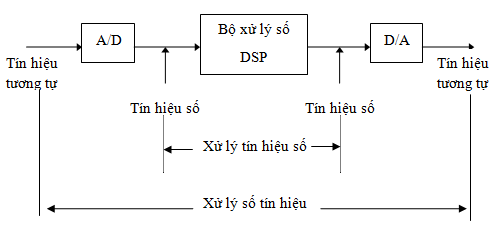 A/D
Bộ xử lý số
DSP
D/A
Tín hiệu
tương tự
Tín hiệu
tương tự
Tín hiệu số
Tín hiệu số
Xử lý tín hiệu số
Xử lý số tín hiệu